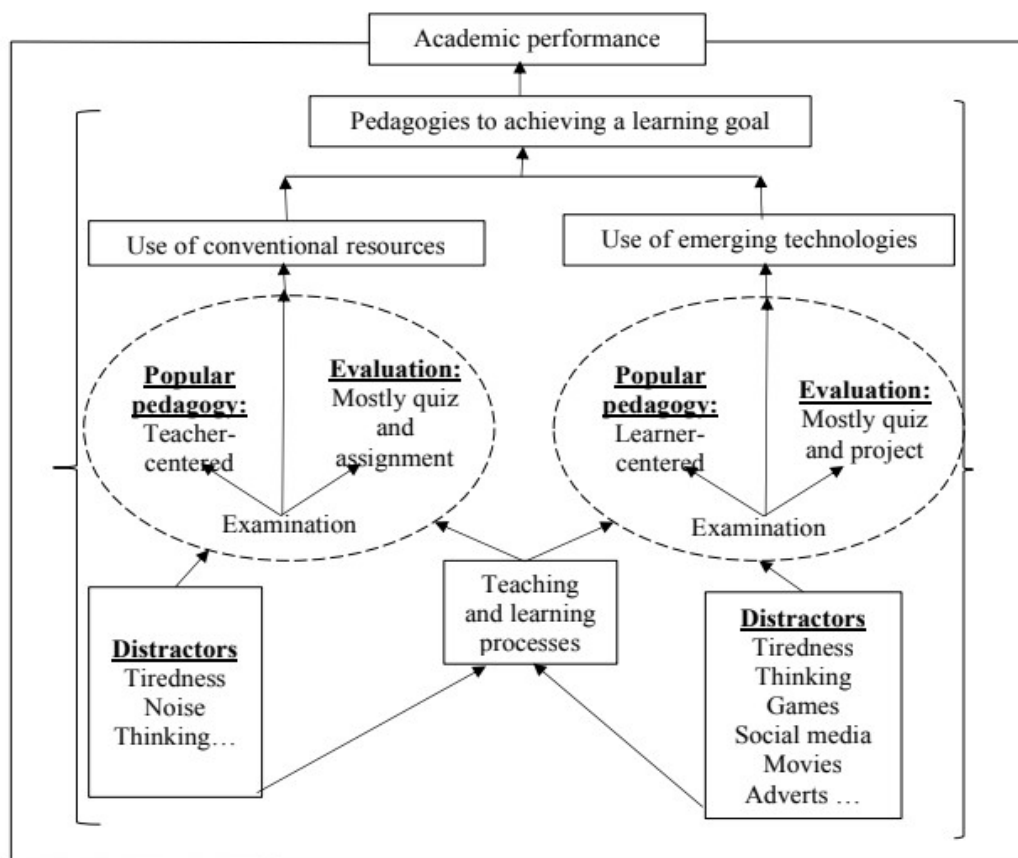 Academic performance
Pedagogies to achieving a learning goal
Use of conventional resources
Use of emerging technologies
Popular
pedagogy:
Teacher-
centered
Evaluation:
Mostly quiz
and
assignment
Examination
Popular
pedagogy:
Learner-
centered
Evaluation:
Mostly quiz
and project
Examination
Distractors
Tiredness
Noise
Thinking…
Teaching
and learning
processes
Distractors
Tiredness
Thinking
Games
Social media
Movies
Adverts …